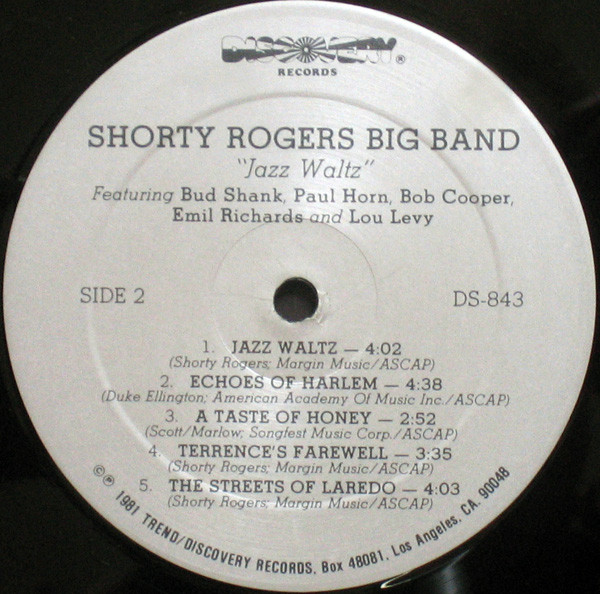 DISCOVERY®
RECORDS
SHORTY ROGERS BIG BAND
"Jazz Waltz"
Featuring Bud Shank, Paul Horn, Bob Cooper,
Emil Richards and Lou Levy
SIDE 2
DS-843
1. JAZZ WALTZ — 4:02
(Shorty Rogers; Margin Music/ASCAP)
2. ECHOES OF HARLEM — 4:38
(Duke Ellington; American Academy Of Music Inc./ASCAP)
3. A TASTE OF HONEY — 2:52
(Scott/Marlow; Songfest Music Corp./ASCAP)
4. TERRENCE'S FAREWELL — 3:35
(Shorty Rogers; Margin Music/ASCAP)
5. THE STREETS OF LAREDO — 4:03
(Shorty Rogers; Margin Music/ASCAP)
©℗ 1981 TREND/DISCOVERY RECORDS, Box 48081, Los Angeles, CA. 90048